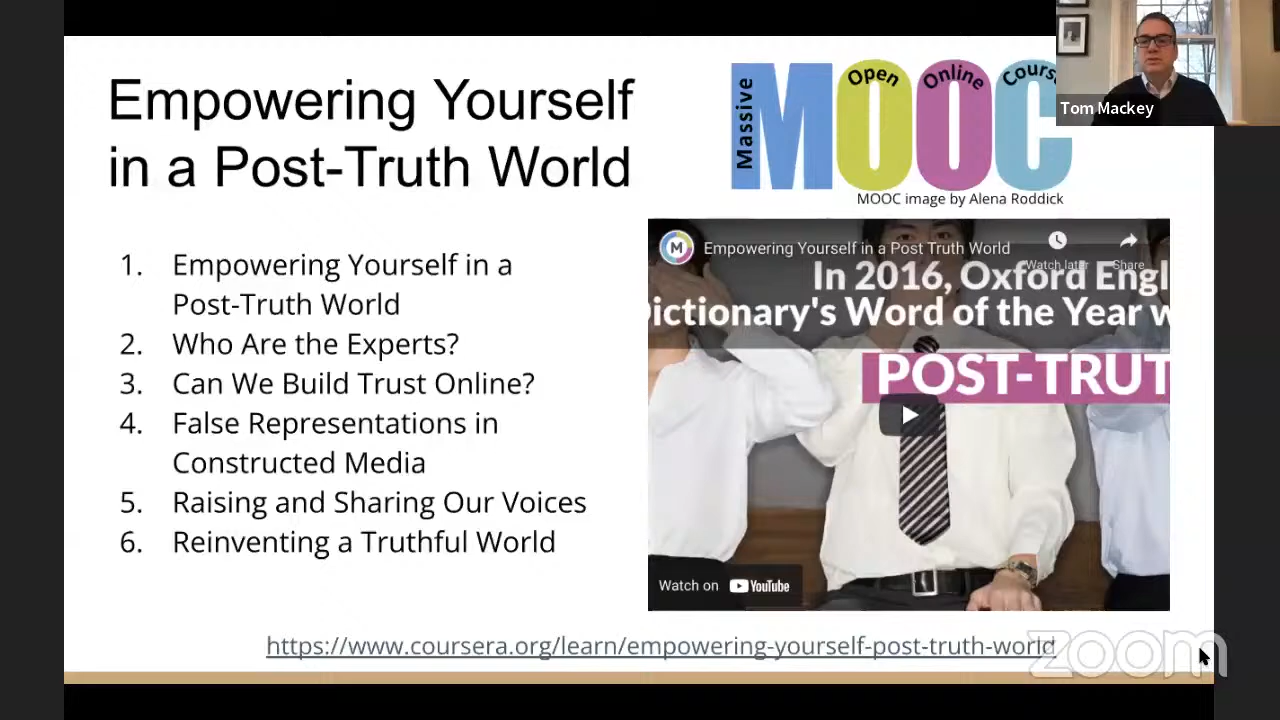 Empowering Yourself
in a Post-Truth World
Massive Open Online Cours
MOOC
MOOC image by Alena Roddick
Tom Mackey
1. Empowering Yourself in a
Post-Truth World
2. Who Are the Experts?
3. Can We Build Trust Online?
4. False Representations in
Constructed Media
5. Raising and Sharing Our Voices
6. Reinventing a Truthful World
M
Empowering Yourself in a Post Truth World
Watch later
Share
In 2016, Oxford Engl
ictionary's Word of the Year w
POST-TRUT
Watch on YouTube
https://www.coursera.org/learn/empowering-yourself-post-truth-world
zoom